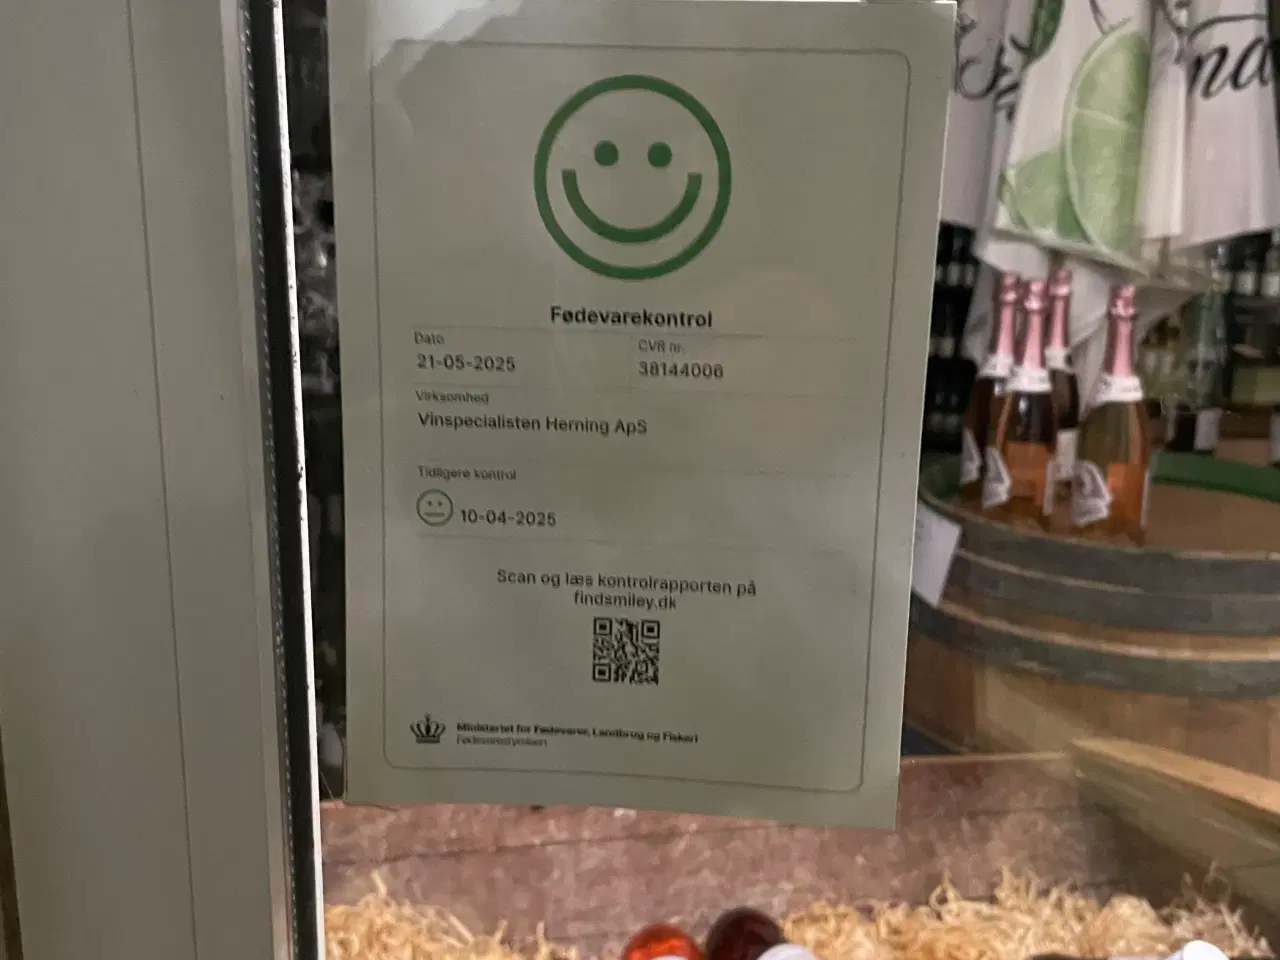 Fødevarekontrol
Dato
21-05-2025
CVR nr.
38144006
Virksomhed
Vinspecialisten Herning ApS
Tidligere kontrol
10-04-2025
Scan og læs kontrolrapporten på
findsmiley.dk
Ministeriet for Fødevarer, Landbrug og Fiskeri
Fødevarestyrelsen